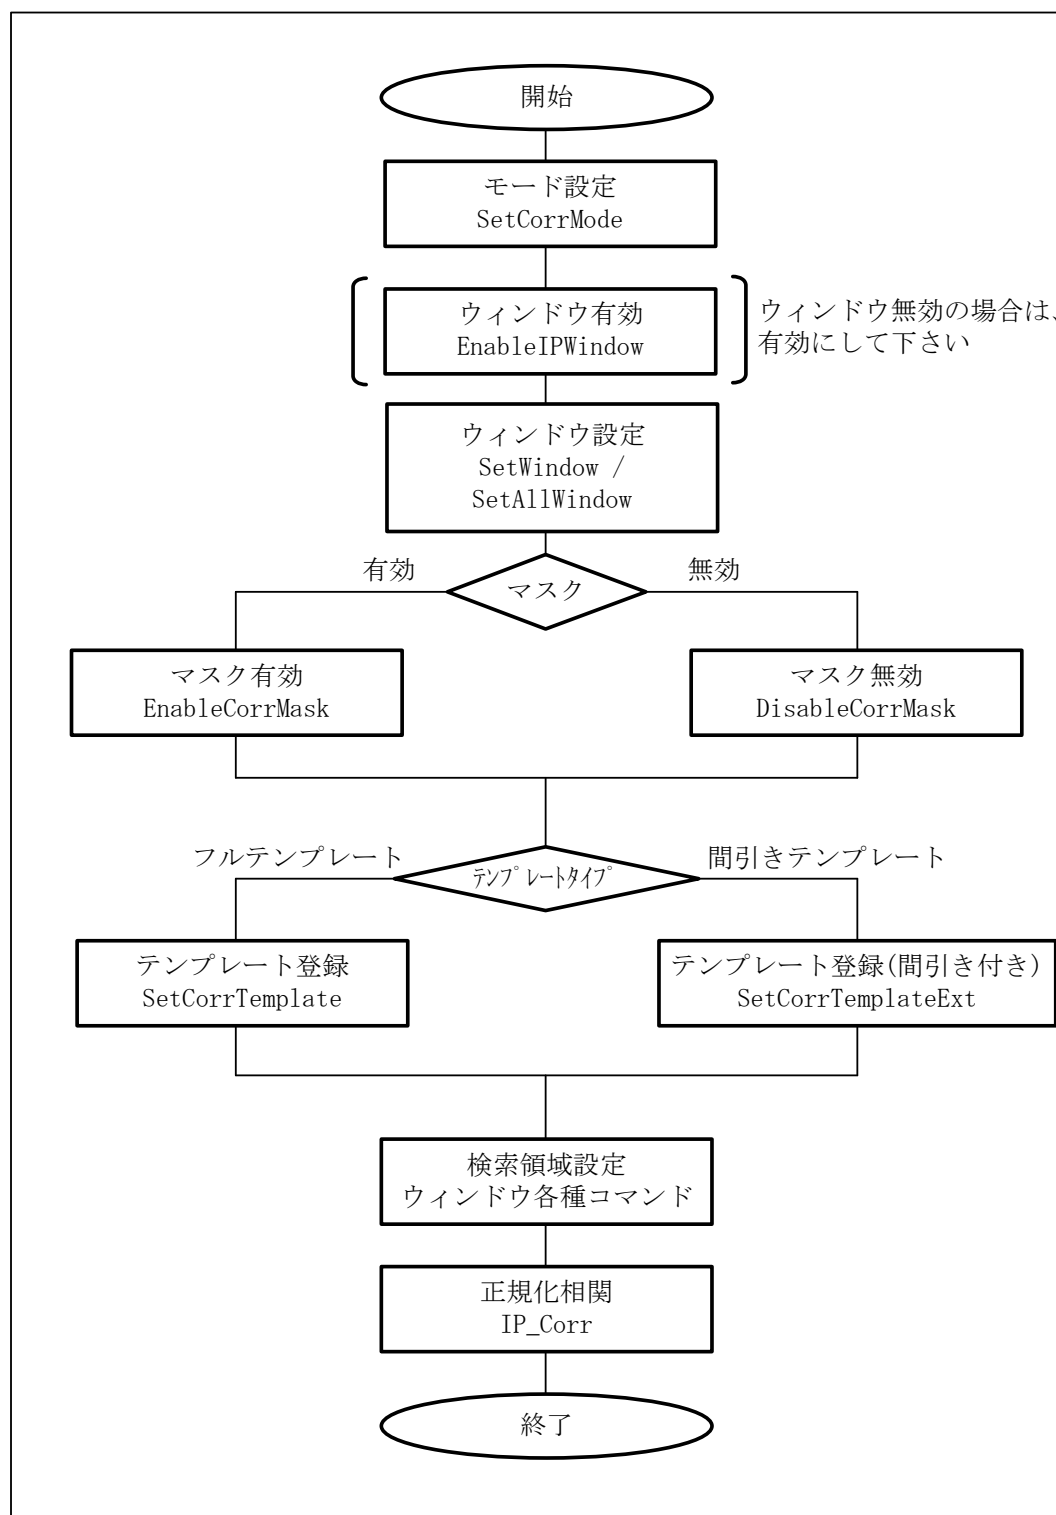 開始
モード設定
SetCorrMode
ウィンドウ有効
EnableIPWindow
ウィンドウ無効の場合は、
有効にして下さい
ウィンドウ設定
SetWindow /
SetAllWindow
有効
マスク
無効
マスク有効
EnableCorrMask
マスク無効
DisableCorrMask
フルテンプレート
ﾃﾝﾌﾟﾚｰﾄﾀｲﾌﾟ
間引きテンプレート
テンプレート登録
SetCorrTemplate
テンプレート登録(間引き付き)
SetCorrTemplateExt
検索領域設定
ウィンドウ各種コマンド
正規化相関
IP_Corr
終了